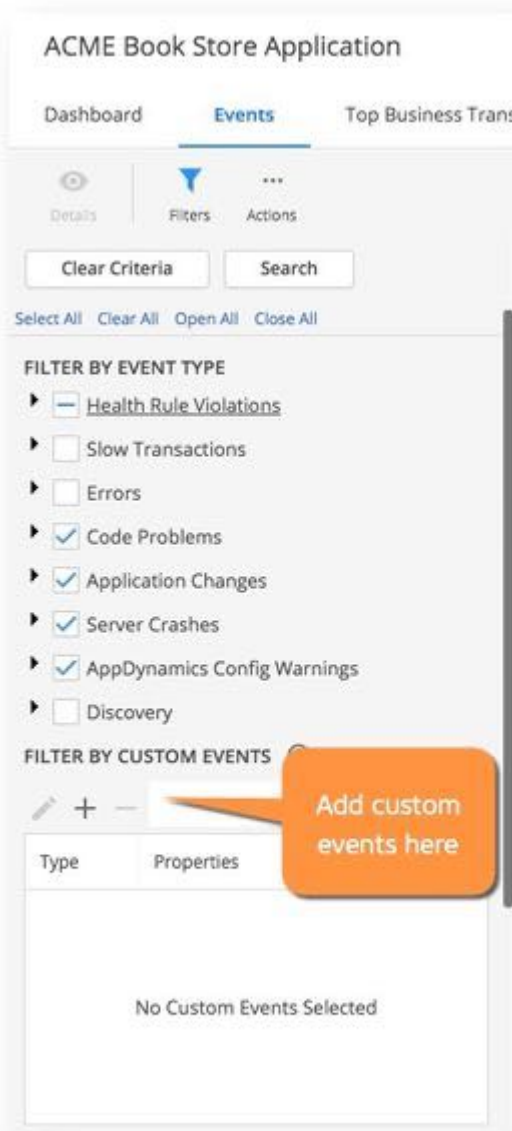 ACME Book Store Application
Dashboard Events Top Business Trans
Details Filters Actions
Clear Criteria Search
Select All Clear All Open All Close All
FILTER BY EVENT TYPE
Health Rule Violations
Slow Transactions
Errors
Code Problems
Application Changes
Server Crashes
AppDynamics Config Warnings
Discovery
FILTER BY CUSTOM EVENTS
Add custom
events here
Type Properties
No Custom Events Selected